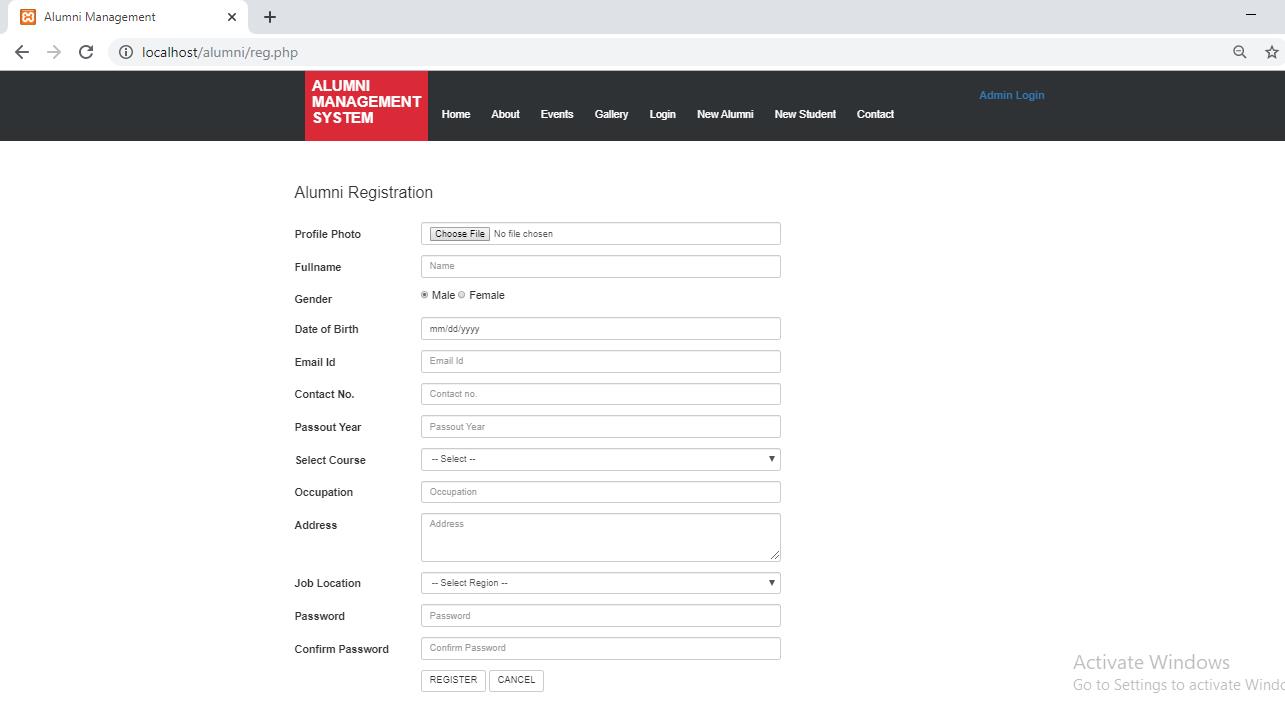 Alumni Management
localhost/alumni/reg.php
ALUMNI
MANAGEMENT
SYSTEM
Home About Events Gallery Login New Alumni New Student Contact
Admin Login
Alumni Registration
Profile Photo Choose File No file chosen
Fullname Name
Gender Male Female
Date of Birth mm/dd/yyyy
Email Id Email Id
Contact No. Contact no.
Passout Year Passout Year
Select Course -- Select --
Occupation Occupation
Address Address
Job Location -- Select Region --
Password Password
Confirm Password Confirm Password
REGISTER CANCEL
Activate Windows
Go to Settings to activate Windo